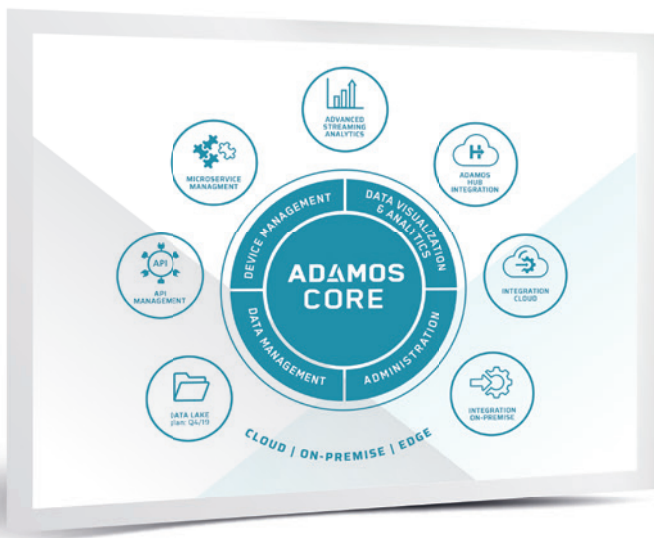 ADVANCED
STREAMING
ANALYTICS
MICROSERVICE
MANAGMENT
H
ADAMOS
HUB
INTEGRATION
DEVICE MANAGEMENT
DATA VISUALIZATION
& ANALYTICS
API
API
MANAGEMENT
ADAMOS
CORE
INTEGRATION
CLOUD
DATA MANAGEMENT
ADMINISTRATION
DATA LAKE
plan: Q4/19
INTEGRATION
ON-PREMISE
CLOUD | ON-PREMISE | EDGE